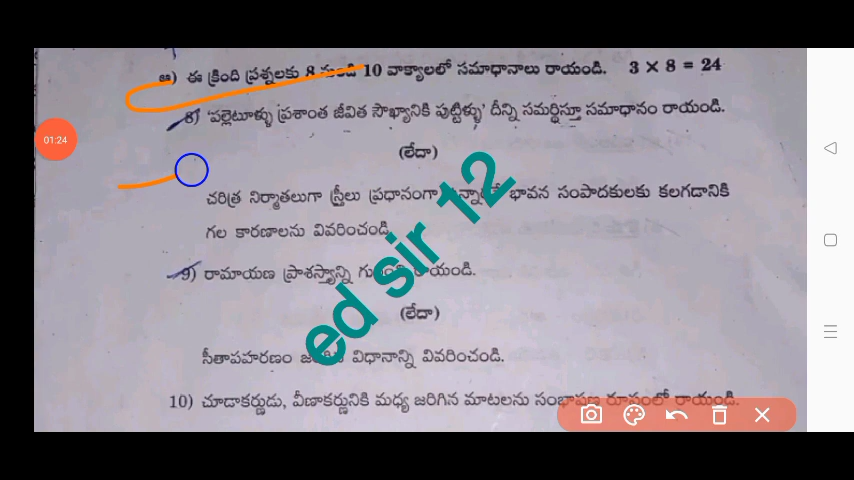 ఆ) ఈ క్రింది ప్రశ్నలకు 8 నుండి 10 వాక్యాలలో సమాధానాలు రాయండి. 3 × 8 = 24
8) 'పల్లెటూళ్ళు ప్రశాంత జీవిత సౌఖ్యానికి పుట్టిళ్ళు' దీన్ని సమర్థిస్తూ సమాధానం రాయండి.
01:24
(లేదా)
చరిత్ర నిర్మాతలుగా స్త్రీలు ప్రధానంగా భావన సంపాదకులకు కలగడానికి
గల కారణాలను వివరించండి.
9) రామాయణ ప్రాశస్త్యాన్ని గురించి రాయండి.
(లేదా)
సీతాపహరణం జరిగిన విధానాన్ని వివరించండి.
10) చూడాకర్ణుడు, వీణాకర్ణునికి మధ్య జరిగిన మాటలను సంభాషణ రూపంలో రాయండి.
ed sir 12